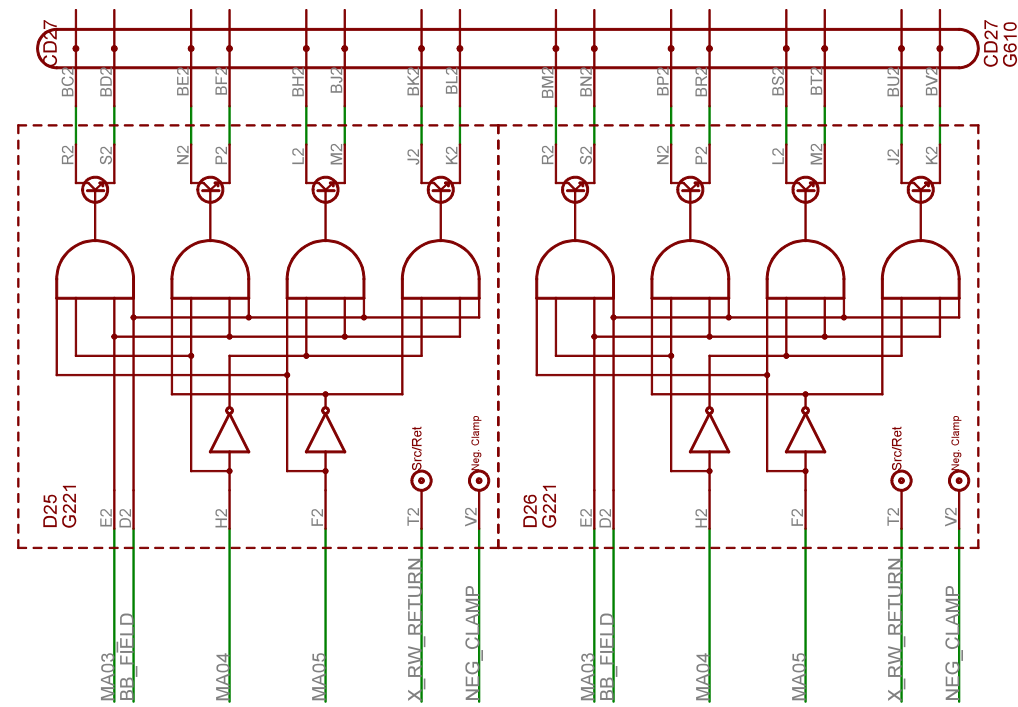 CD27
CD27
G610
BC2
BD2
BE2
BF2
BH2
BJ2
BK2
BL2
BM2
BN2
BP2
BR2
BS2
BT2
BU2
BV2
R2
S2
N2
P2
L2
M2
J2
K2
R2
S2
N2
P2
L2
M2
J2
K2
Src/Ret
Neg. Clamp
Src/Ret
Neg. Clamp
D25
G221
E2
D2
H2
F2
T2
V2
D26
G221
E2
D2
H2
F2
T2
V2
MA03
BB_FIELD
MA04
MA05
X_RW_RETURN
NEG_CLAMP
MA03
BB_FIELD
MA04
MA05
X_RW_RETURN
NEG_CLAMP